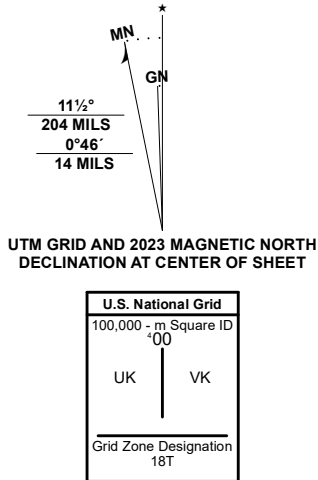 ★
MN
GN
11½°
204 MILS
0°46´
14 MILS
UTM GRID AND 2023 MAGNETIC NORTH
DECLINATION AT CENTER OF SHEET
U.S. National Grid
100,000 - m Square ID
⁴00
UK VK
Grid Zone Designation
18T